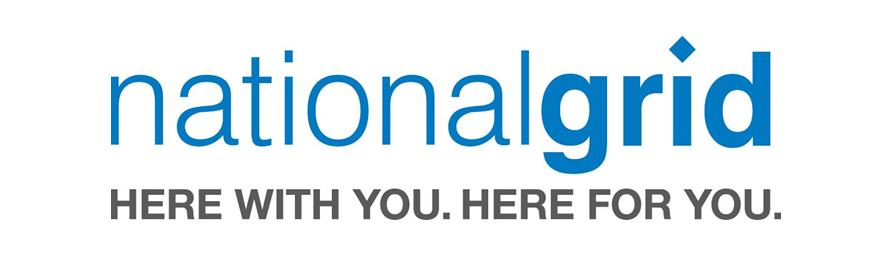 nationalgrid
HERE WITH YOU. HERE FOR YOU.